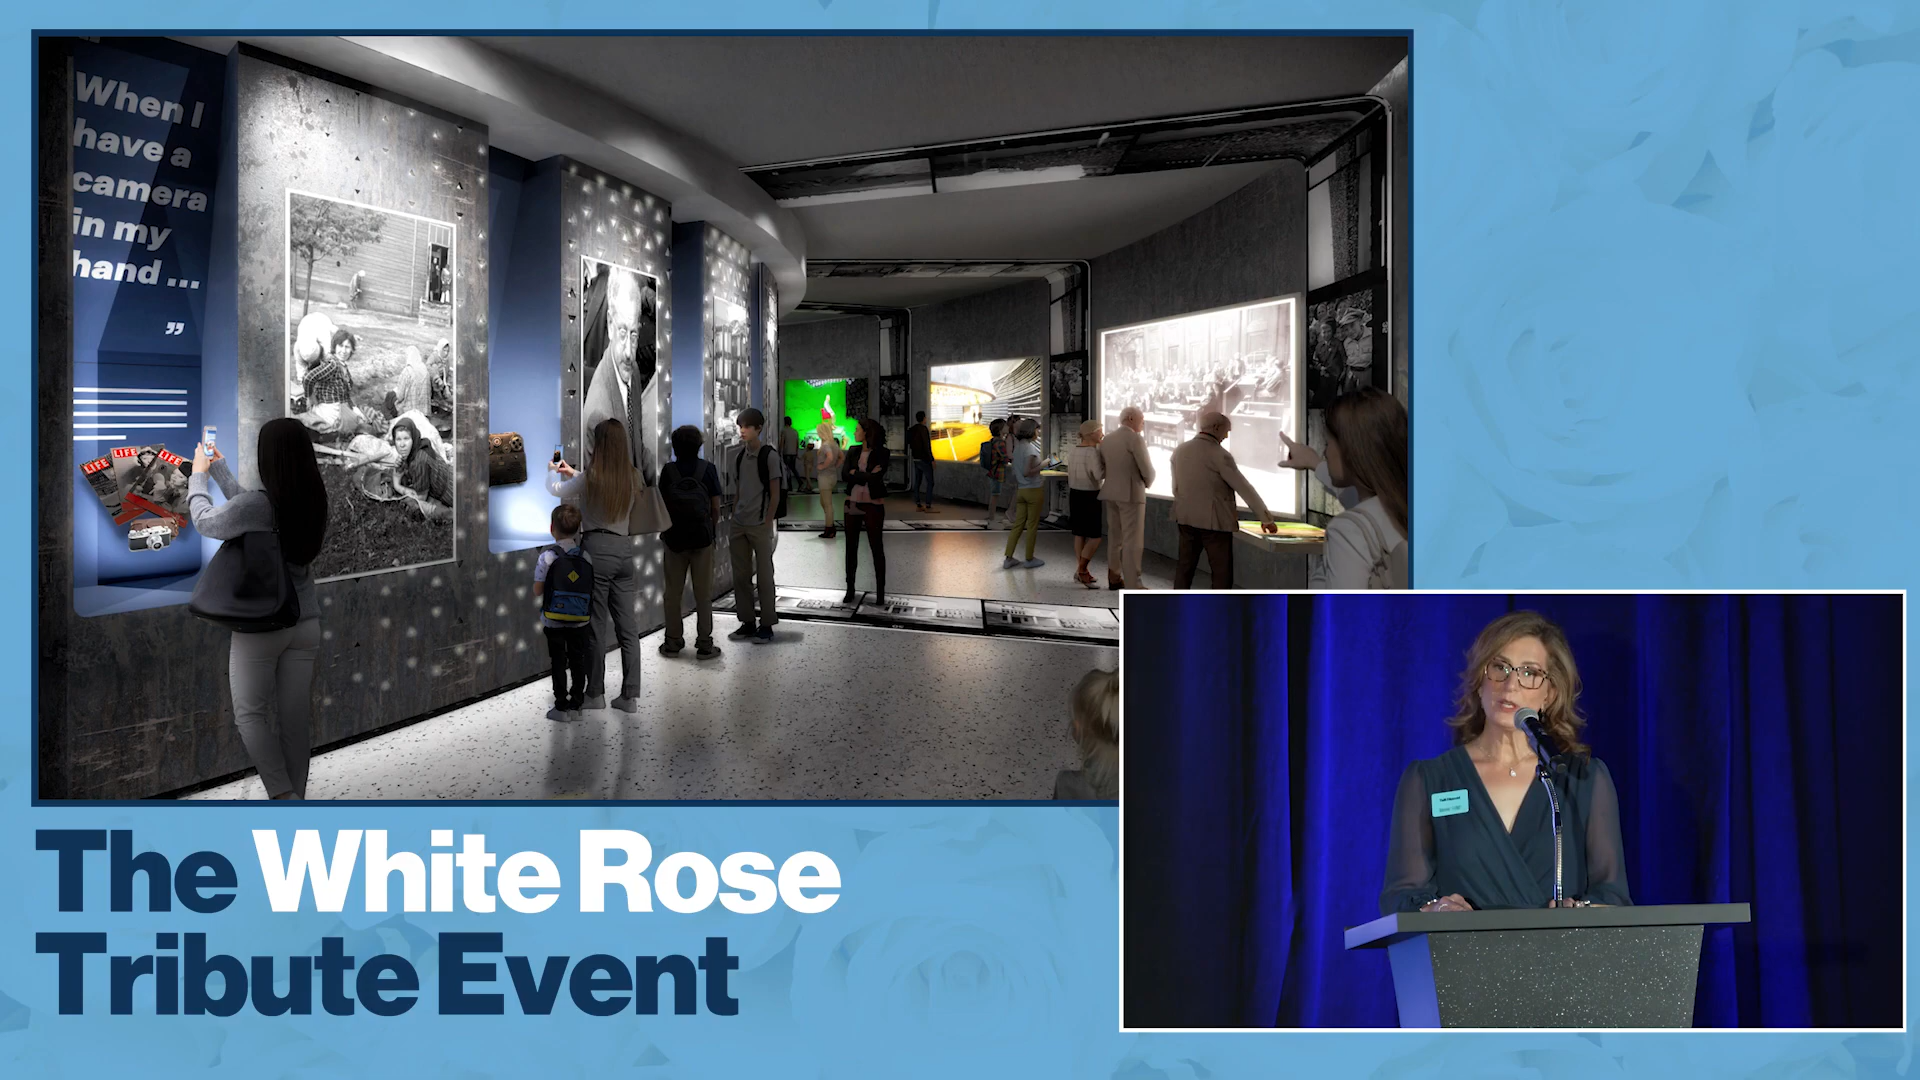 When I
have a
camera
in my
hand ...
”
LIFE
LIFE
LIFE
The White Rose
Tribute Event